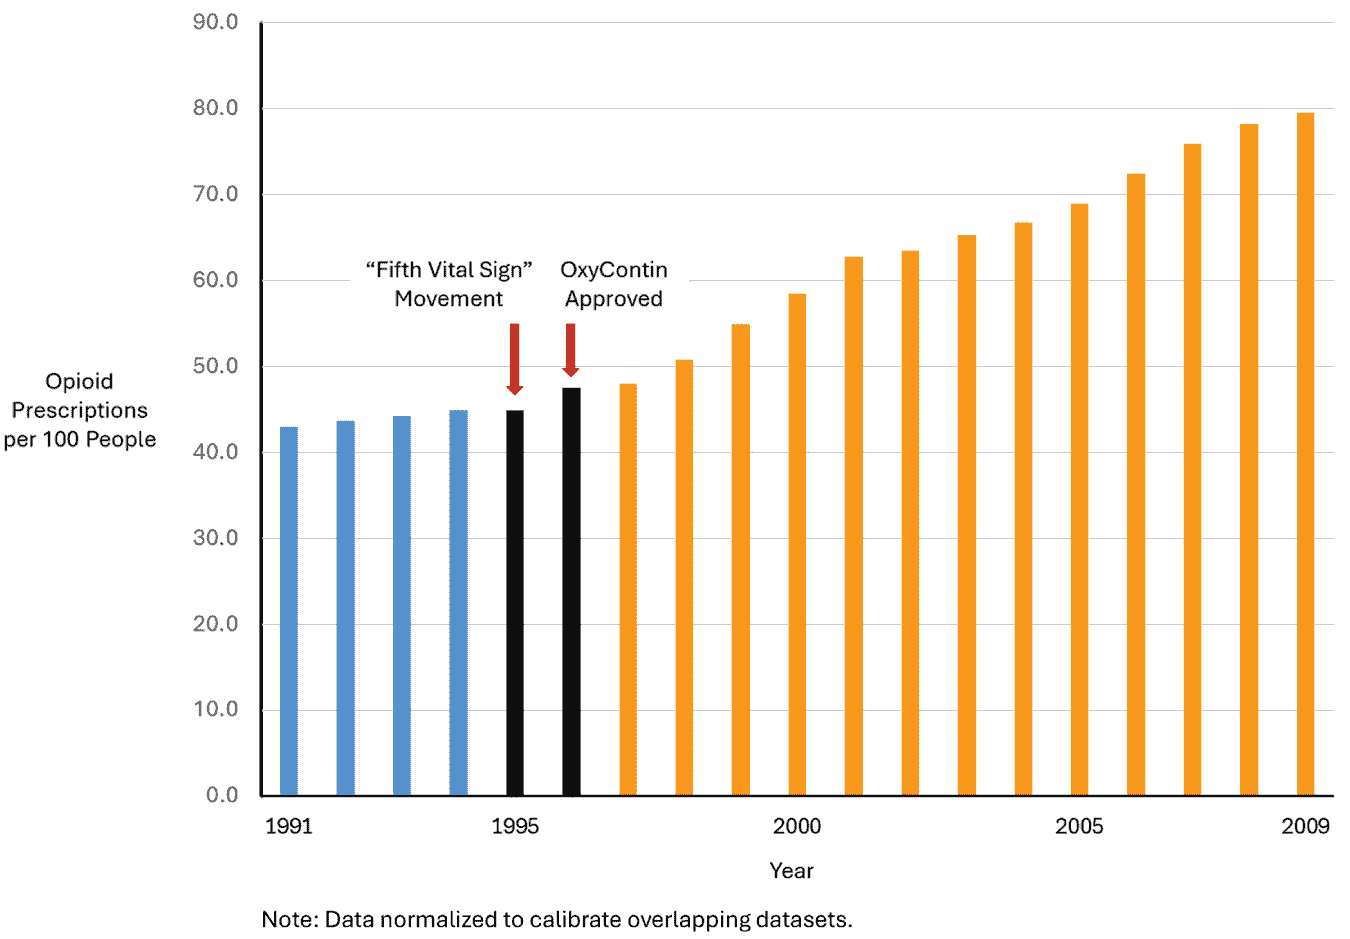 90.0
80.0
70.0
60.0
50.0
40.0
30.0
20.0
10.0
0.0
Opioid
Prescriptions
per 100 People
“Fifth Vital Sign”
Movement
OxyContin
Approved
1991
1995
2000
2005
2009
Year
Note: Data normalized to calibrate overlapping datasets.